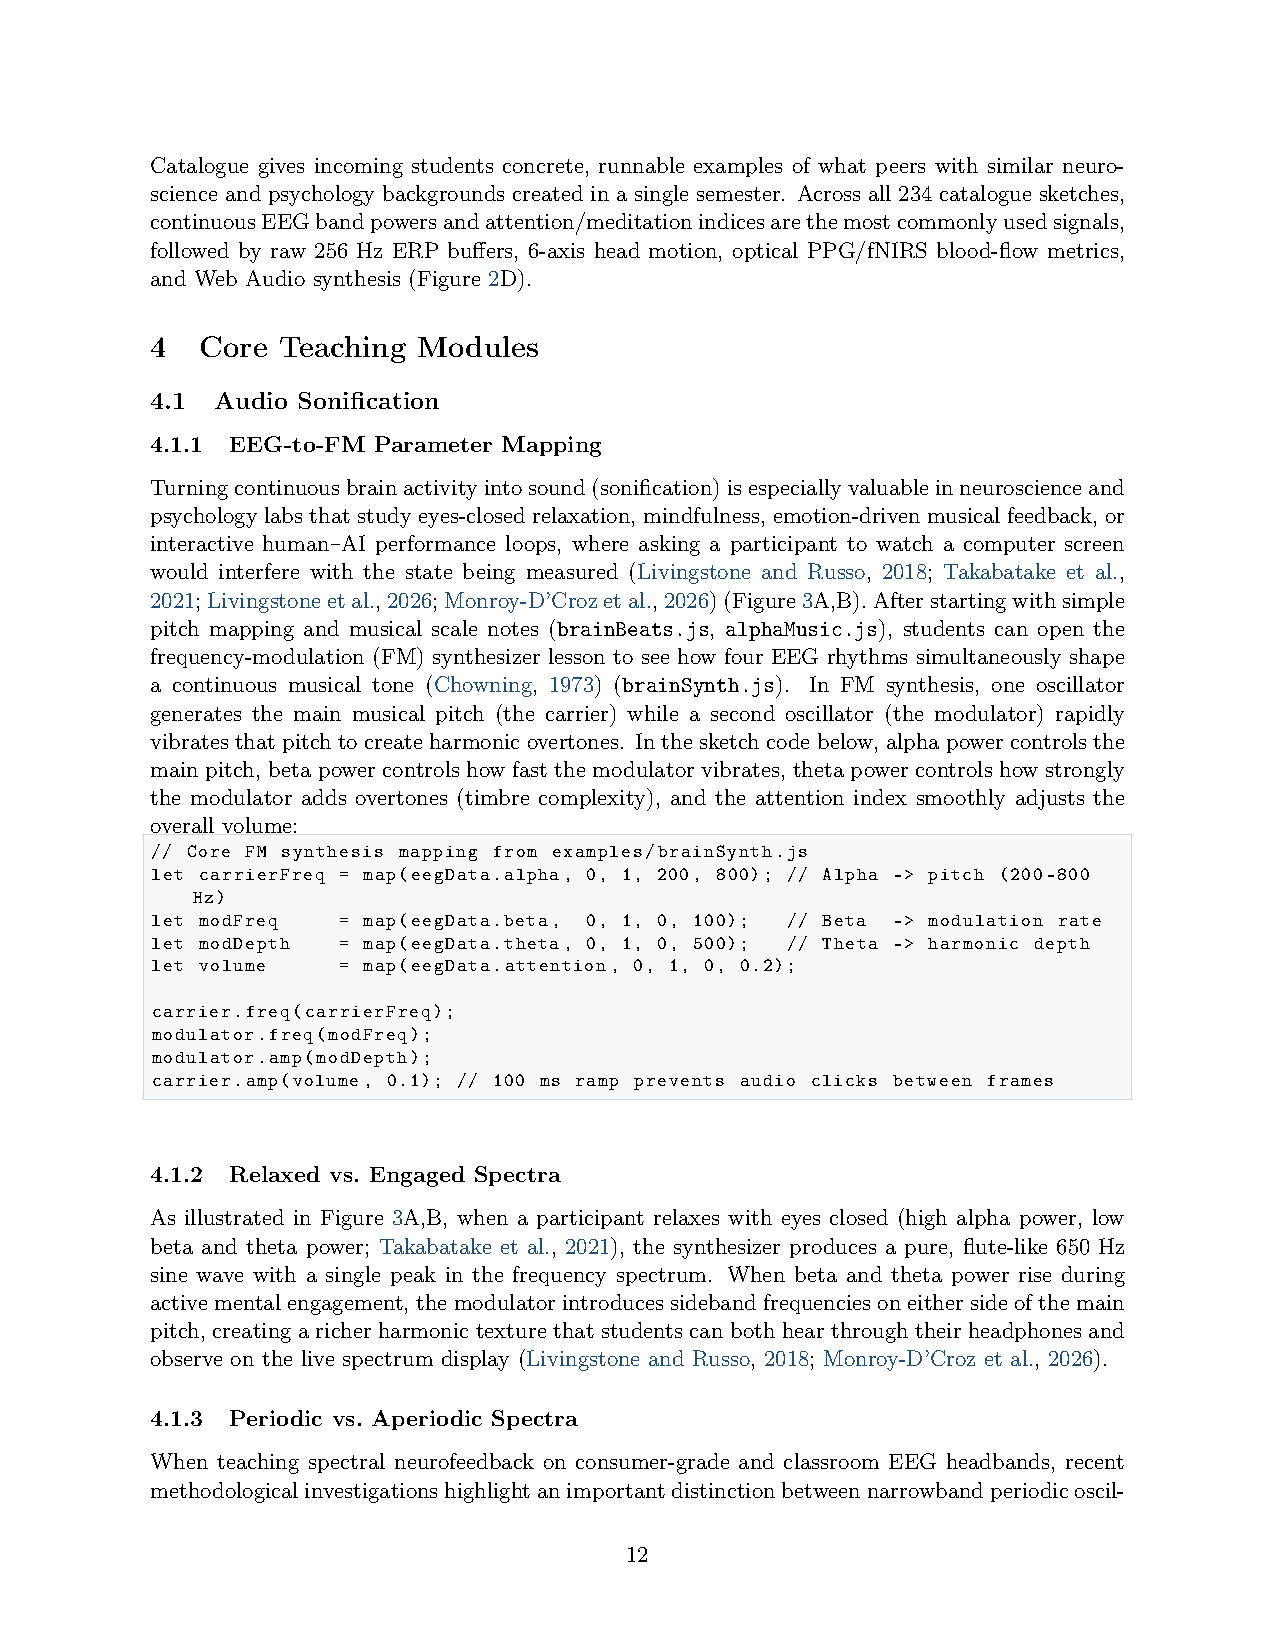 Catalogue gives incoming students concrete, runnable examples of what peers with similar neuro-
science and psychology backgrounds created in a single semester. Across all 234 catalogue sketches,
continuous EEG band powers and attention/meditation indices are the most commonly used signals,
followed by raw 256 Hz ERP buffers, 6-axis head motion, optical PPG/fNIRS blood-flow metrics,
and Web Audio synthesis (Figure 2D).
4 Core Teaching Modules
4.1 Audio Sonification
4.1.1 EEG-to-FM Parameter Mapping
Turning continuous brain activity into sound (sonification) is especially valuable in neuroscience and
psychology labs that study eyes-closed relaxation, mindfulness, emotion-driven musical feedback, or
interactive human–AI performance loops, where asking a participant to watch a computer screen
would interfere with the state being measured (Livingstone and Russo, 2018; Takabatake et al.,
2021; Livingstone et al., 2026; Monroy-D'Croz et al., 2026) (Figure 3A,B). After starting with simple
pitch mapping and musical scale notes (brainBeats.js, alphaMusic.js), students can open the
frequency-modulation (FM) synthesizer lesson to see how four EEG rhythms simultaneously shape
a continuous musical tone (Chowning, 1973) (brainSynth.js). In FM synthesis, one oscillator
generates the main musical pitch (the carrier) while a second oscillator (the modulator) rapidly
vibrates that pitch to create harmonic overtones. In the sketch code below, alpha power controls the
main pitch, beta power controls how fast the modulator vibrates, theta power controls how strongly
the modulator adds overtones (timbre complexity), and the attention index smoothly adjusts the
overall volume:
// Core FM synthesis mapping from examples/brainSynth.js
let carrierFreq = map(eegData.alpha, 0, 1, 200, 800); // Alpha -> pitch (200-800
Hz)
let modFreq = map(eegData.beta, 0, 1, 0, 100); // Beta -> modulation rate
let modDepth = map(eegData.theta, 0, 1, 0, 500); // Theta -> harmonic depth
let volume = map(eegData.attention, 0, 1, 0, 0.2);
carrier.freq(carrierFreq);
modulator.freq(modFreq);
modulator.amp(modDepth);
carrier.amp(volume, 0.1); // 100 ms ramp prevents audio clicks between frames
4.1.2 Relaxed vs. Engaged Spectra
As illustrated in Figure 3A,B, when a participant relaxes with eyes closed (high alpha power, low
beta and theta power; Takabatake et al., 2021), the synthesizer produces a pure, flute-like 650 Hz
sine wave with a single peak in the frequency spectrum. When beta and theta power rise during
active mental engagement, the modulator introduces sideband frequencies on either side of the main
pitch, creating a richer harmonic texture that students can both hear through their headphones and
observe on the live spectrum display (Livingstone and Russo, 2018; Monroy-D'Croz et al., 2026).
4.1.3 Periodic vs. Aperiodic Spectra
When teaching spectral neurofeedback on consumer-grade and classroom EEG headbands, recent
methodological investigations highlight an important distinction between narrowband periodic oscil-
12